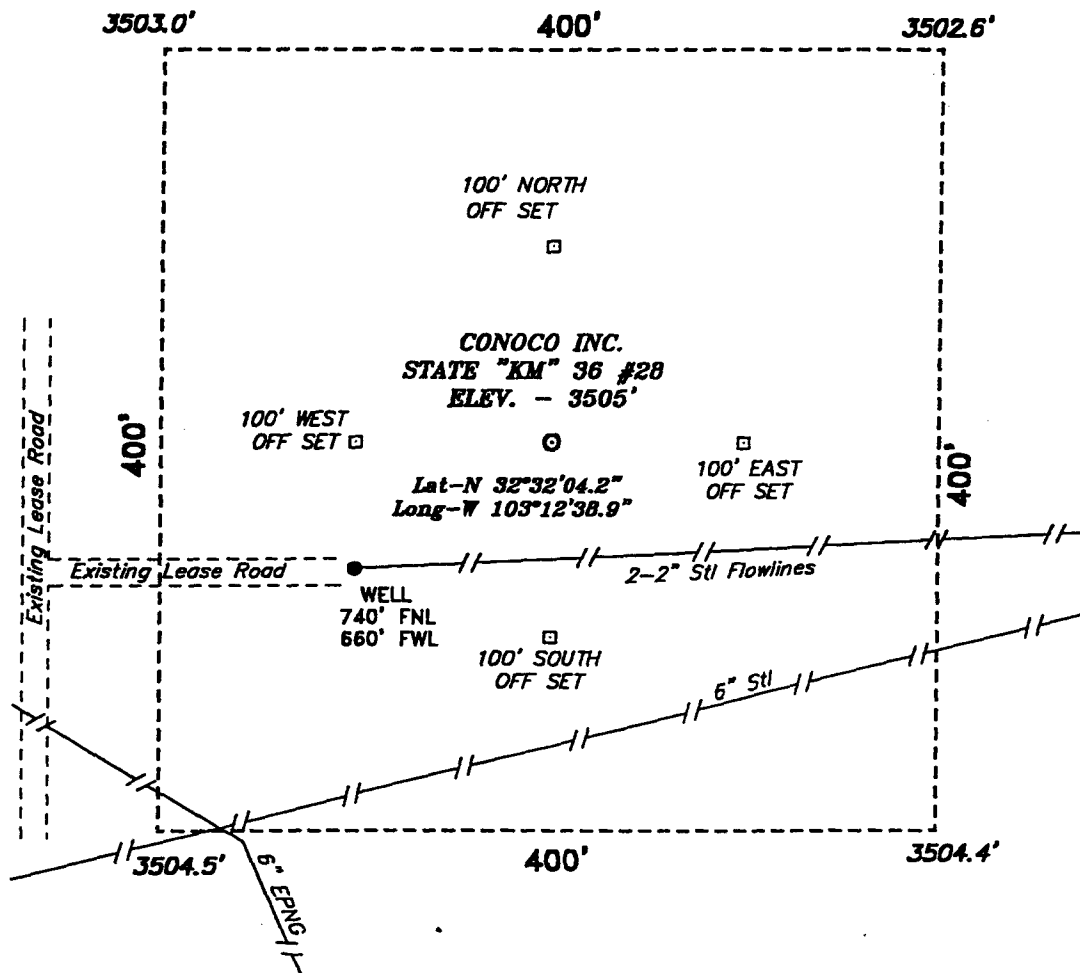 3503.0'
400'
3502.6'
100' NORTH
OFF SET
CONOCO INC.
STATE "KM" 36 #28
ELEV. - 3505'
100' WEST
OFF SET
400'
Existing Lease Road
100' EAST
OFF SET
400'
Lat-N 32°32'04.2"
Long-W 103°12'38.9"
Existing Lease Road
2-2" Stl Flowlines
WELL
740' FNL
660' FWL
100' SOUTH
OFF SET
6" Stl
3504.5'
400'
3504.4'
6" EPNG